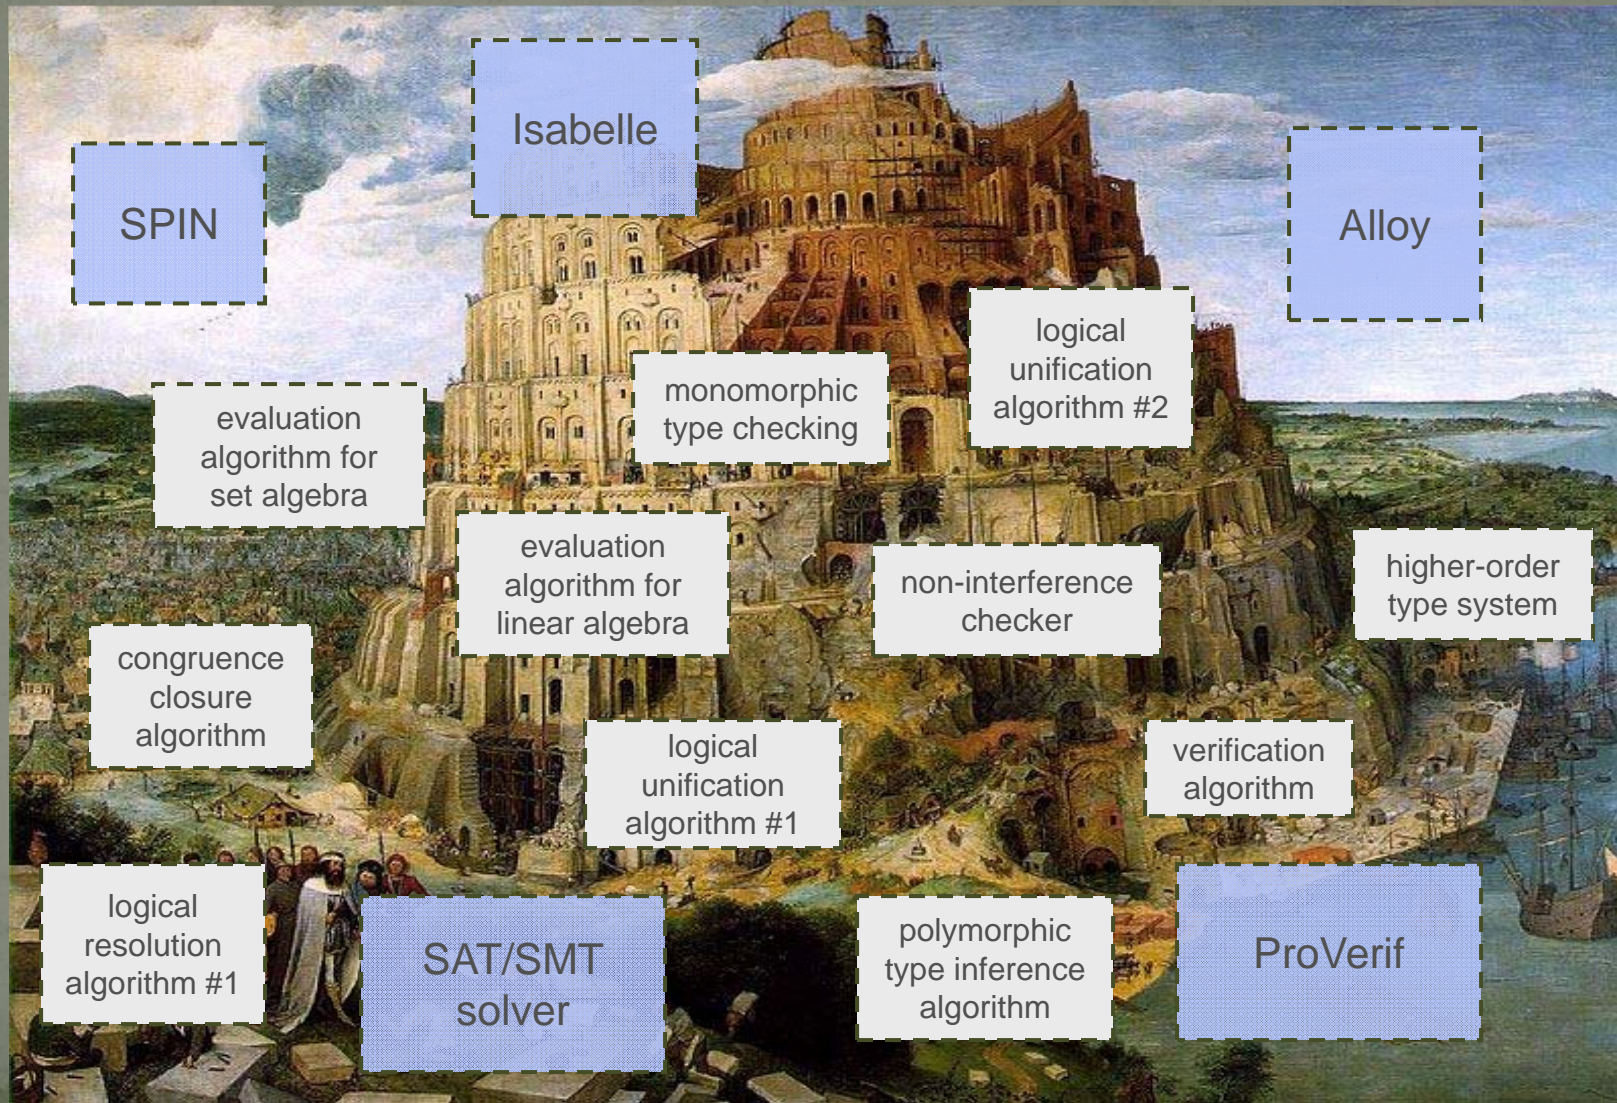 Isabelle
SPIN
Alloy
logical
unification
algorithm #2
monomorphic
type checking
evaluation
algorithm for
set algebra
evaluation
algorithm for
linear algebra
non-interference
checker
higher-order
type system
congruence
closure
algorithm
logical
unification
algorithm #1
verification
algorithm
logical
resolution
algorithm #1
SAT/SMT
solver
polymorphic
type inference
algorithm
ProVerif